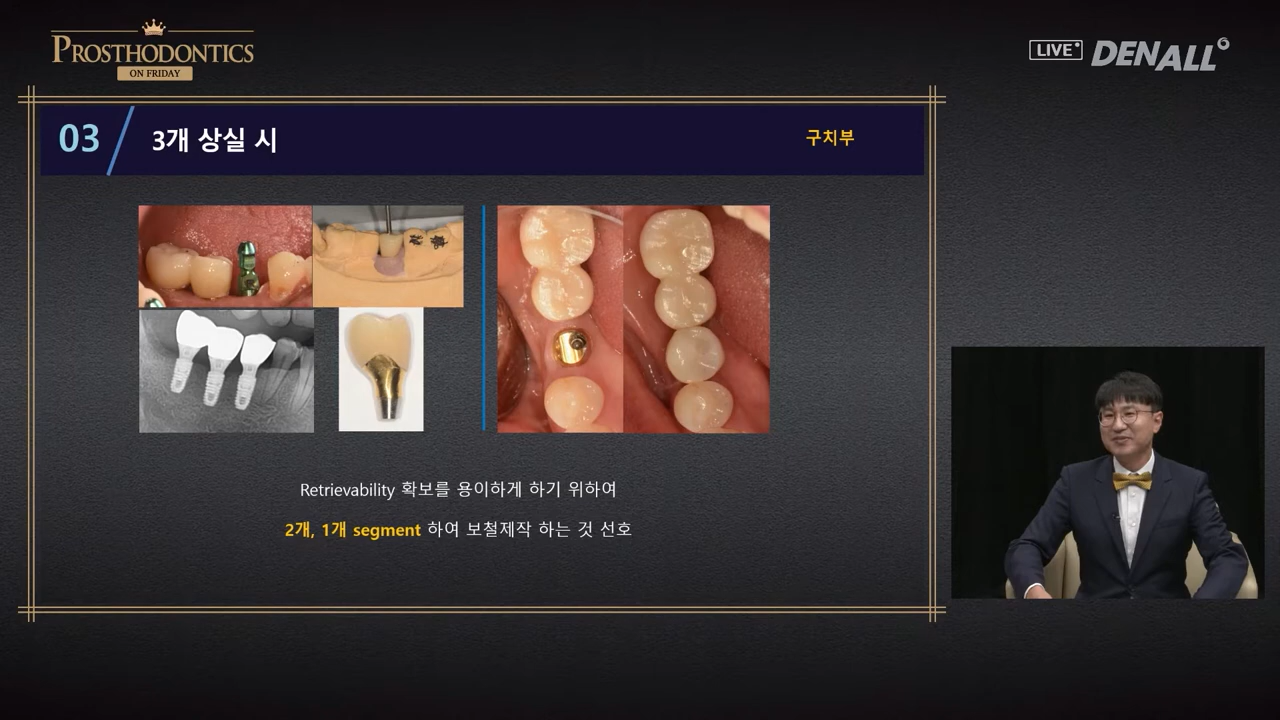 PROSTHODONTICS
ON FRIDAY
LIVE
DENALL
03
3개 상실 시
구치부
Retrievability 확보를 용이하게 하기 위하여
2개, 1개 segment 하여 보철제작 하는 것 선호